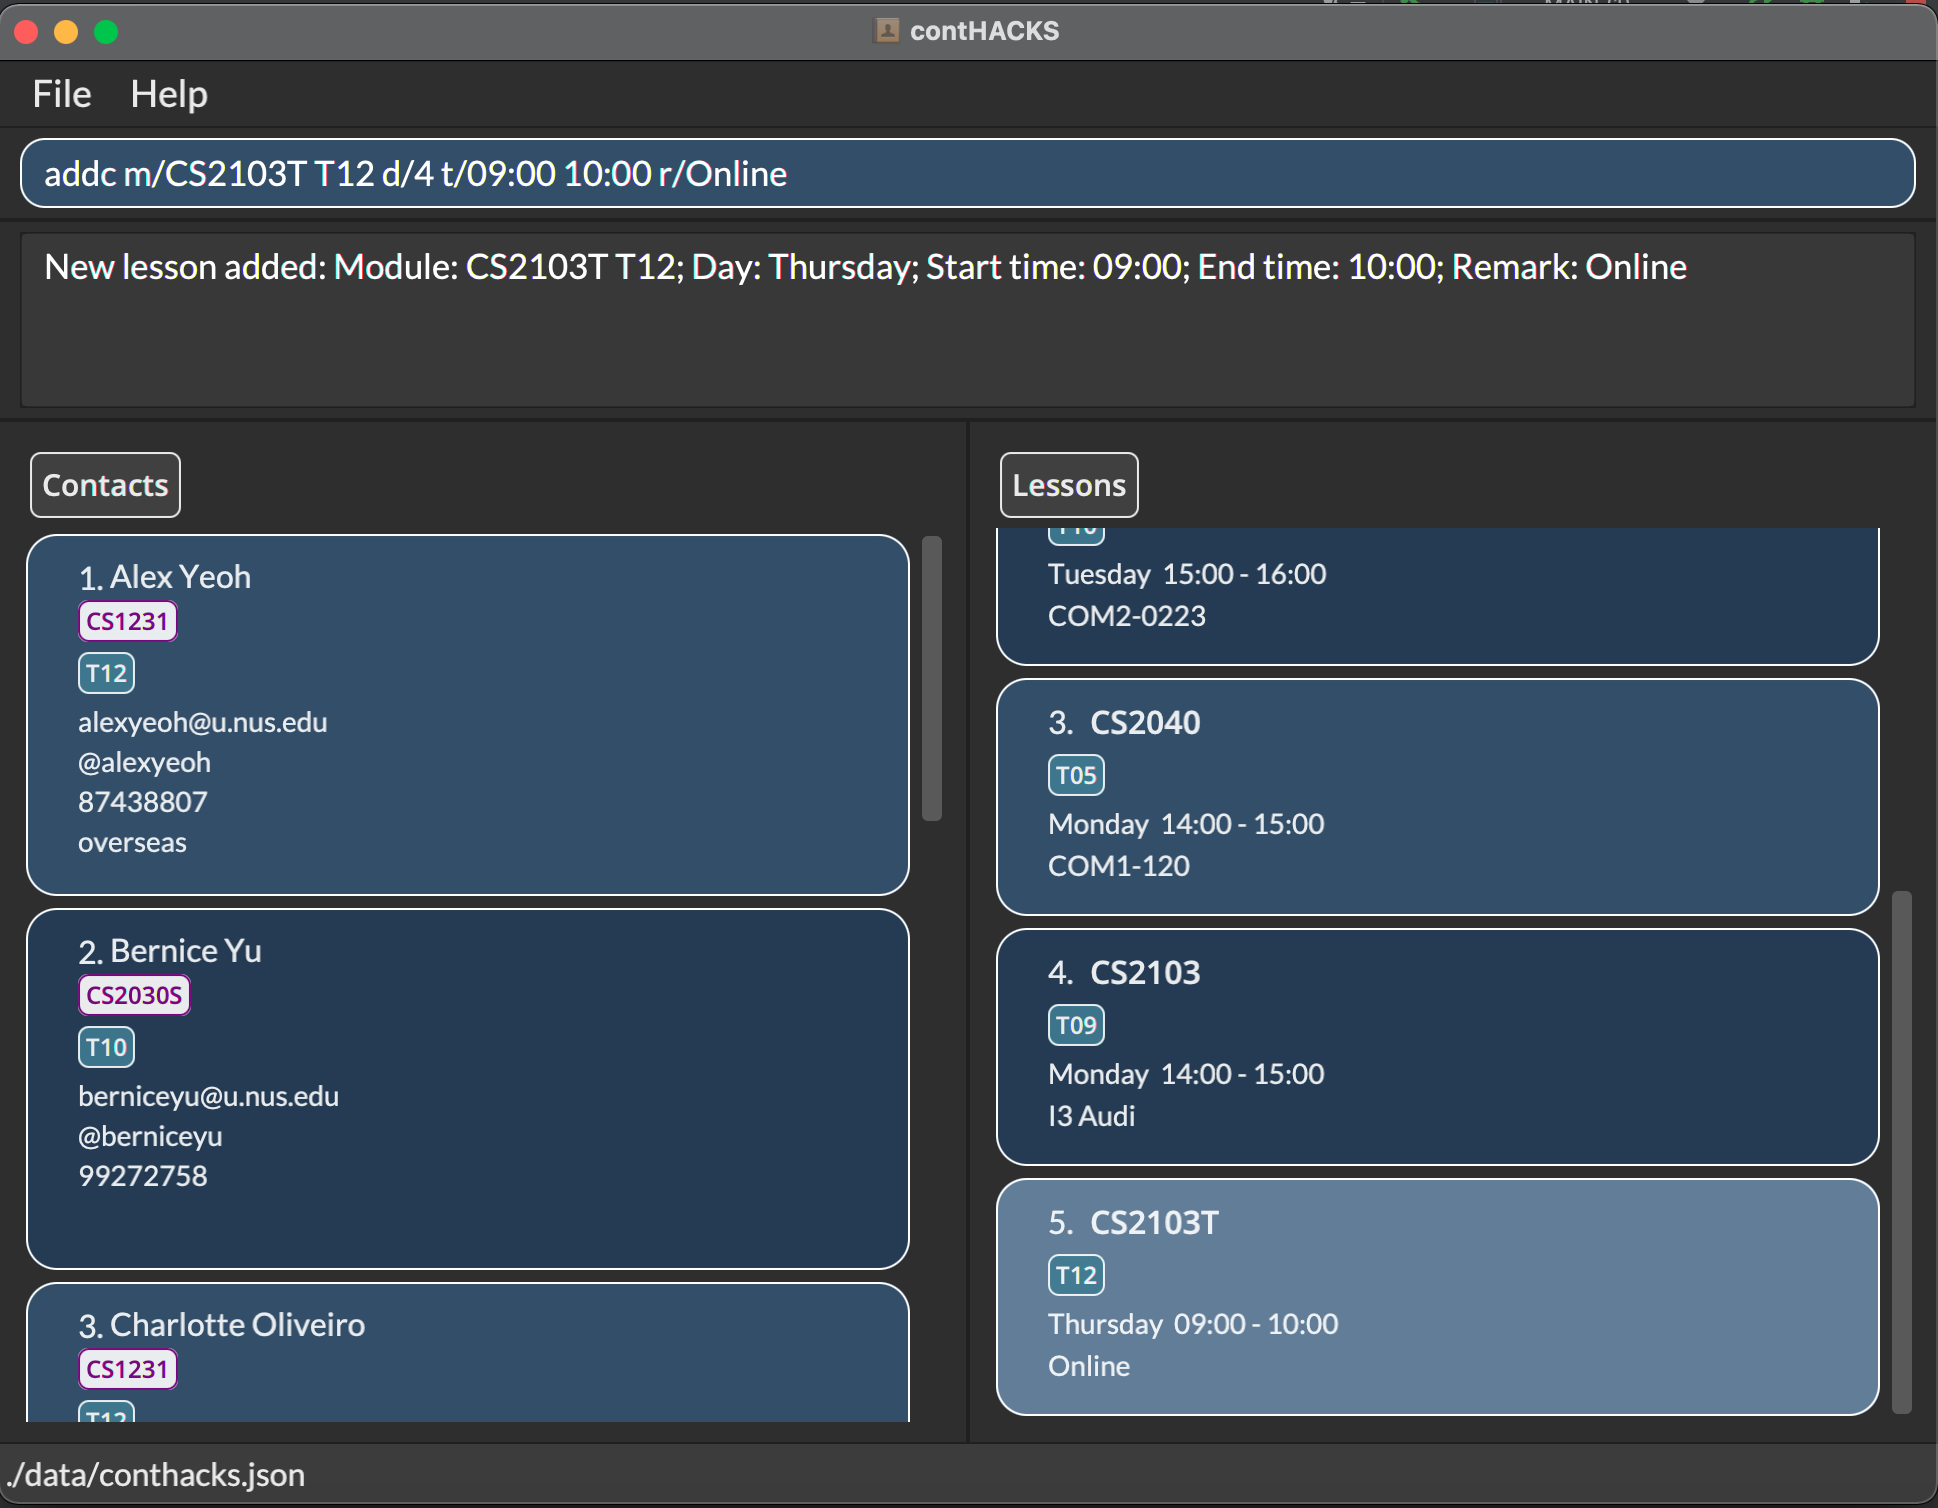 contHACKS
File Help
addc m/CS2103T T12 d/4 t/09:00 10:00 r/Online
New lesson added: Module: CS2103T T12; Day: Thursday; Start time: 09:00; End time: 10:00; Remark: Online
Contacts
1. Alex Yeoh
CS1231
T12
alexyeoh@u.nus.edu
@alexyeoh
87438807
overseas
2. Bernice Yu
CS2030S
T10
berniceyu@u.nus.edu
@berniceyu
99272758
3. Charlotte Oliveiro
CS1231
T12
Lessons
Tuesday 15:00 - 16:00
COM2-0223
3. CS2040
T05
Monday 14:00 - 15:00
COM1-120
4. CS2103
T09
Monday 14:00 - 15:00
I3 Audi
5. CS2103T
T12
Thursday 09:00 - 10:00
Online
./data/conthacks.json